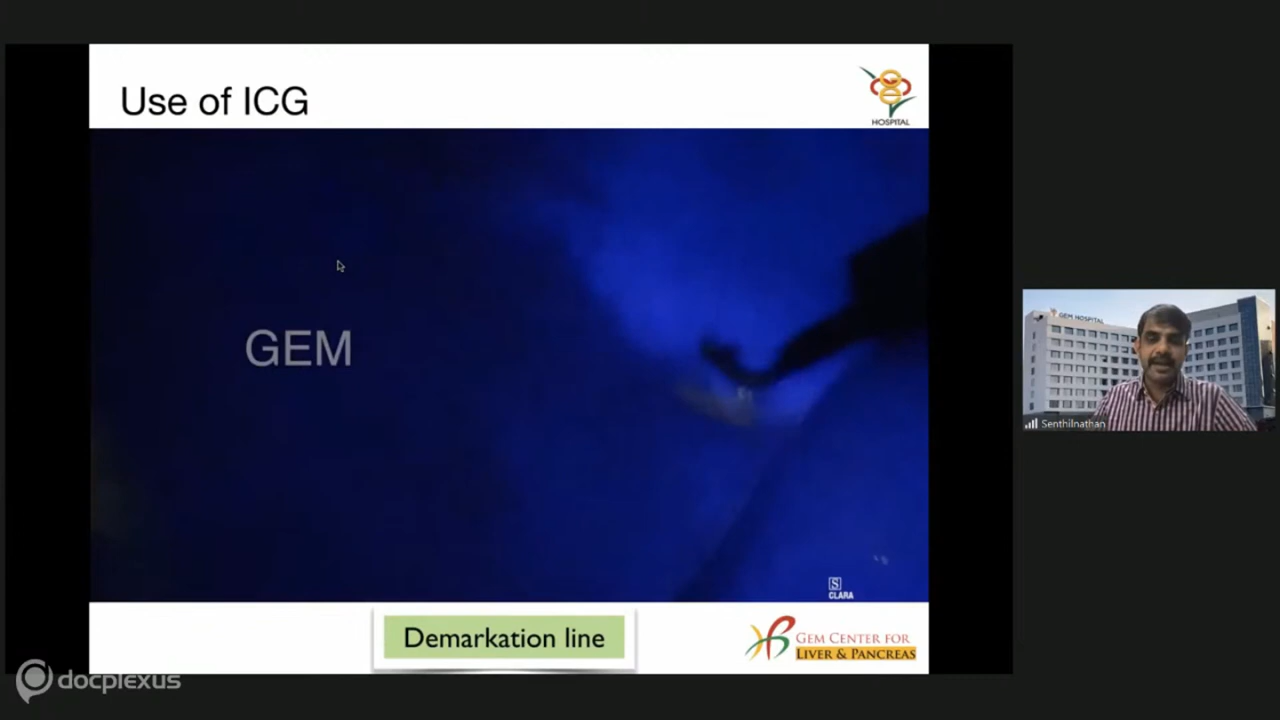 Use of ICG
HOSPITAL
GEM
S
CLARA
Demarkation line
GEM CENTER FOR
LIVER & PANCREAS
GEM HOSPITAL
Senthilnathan
docplexus